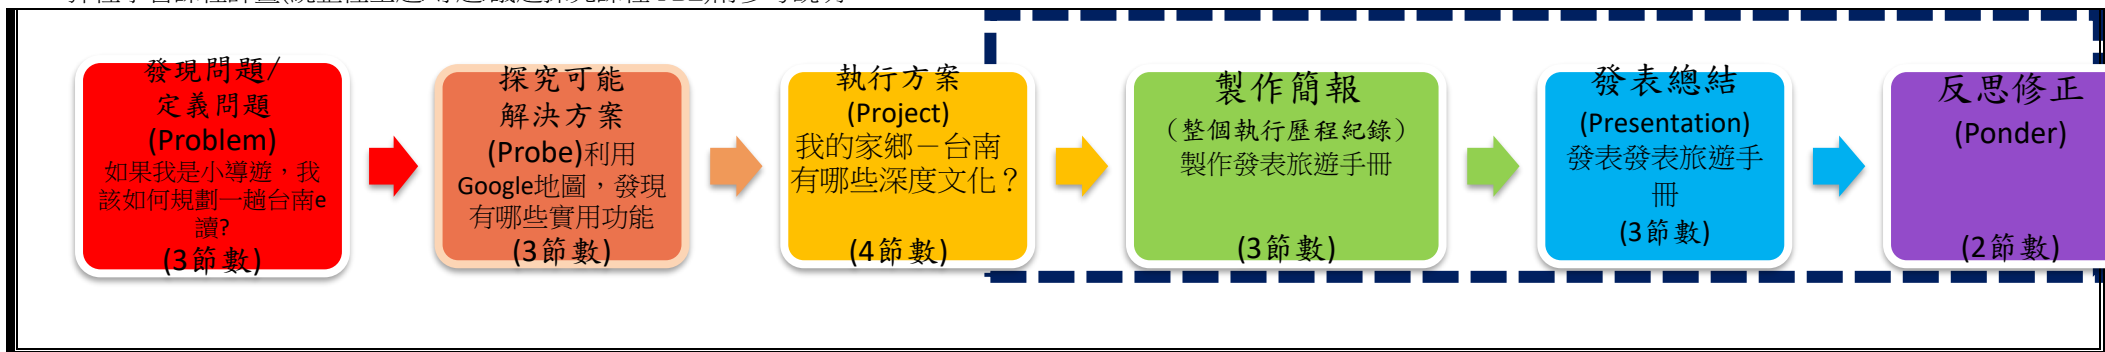 發現問題/
定義問題
(Problem)
如果我是小導遊，我
該如何規劃一趟台南e
讀?
(3節數)
探究可能
解決方案
(Probe)利用
Google地圖，發現
有哪些實用功能
(3節數)
執行方案
(Project)
我的家鄉－台南
有哪些深度文化？
(4節數)
製作簡報
（整個執行歷程紀錄）
製作發表旅遊手冊
(3節數)
發表總結
(Presentation)
發表發表旅遊手
冊
(3節數)
反思修正
(Ponder)
(2節數)